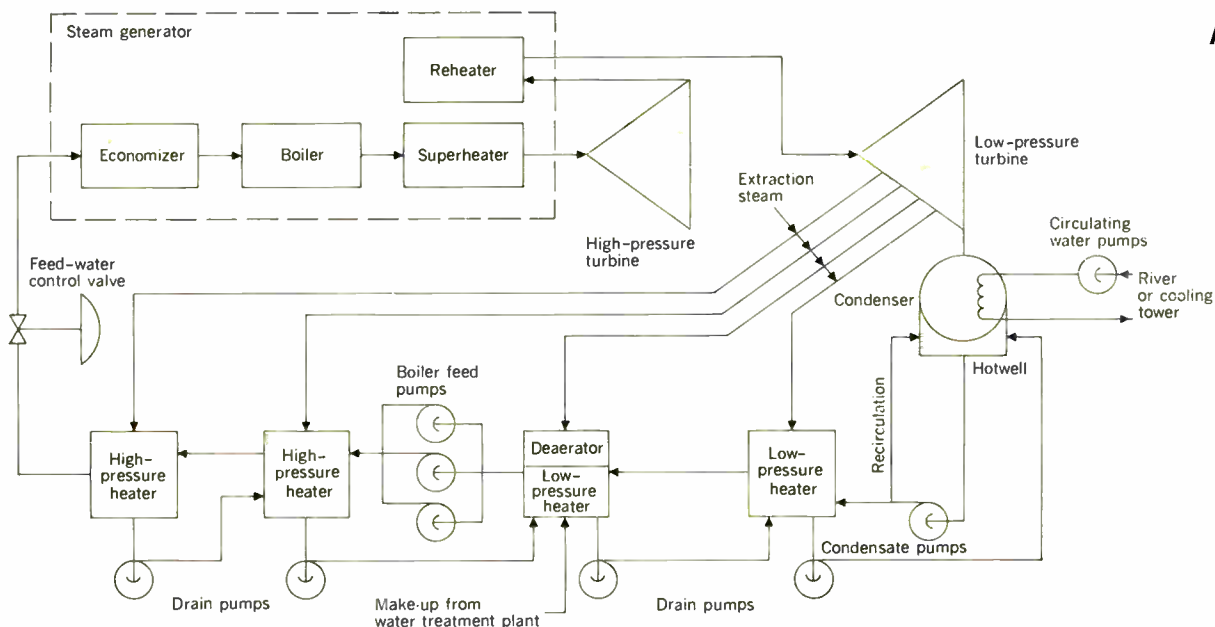 A
Steam generator
Reheater
Economizer
Boiler
Superheater
Low-pressure
turbine
Extraction
steam
High-pressure
turbine
Circulating
water pumps
Feed-water
control valve
Condenser
River
or cooling
tower
Hotwell
Boiler feed
pumps
Recirculation
High-
pressure
heater
High-
pressure
heater
Deaerator
Low-
pressure
heater
Low-
pressure
heater
Condensate pumps
Drain pumps
Make-up from
water treatment plant
Drain pumps